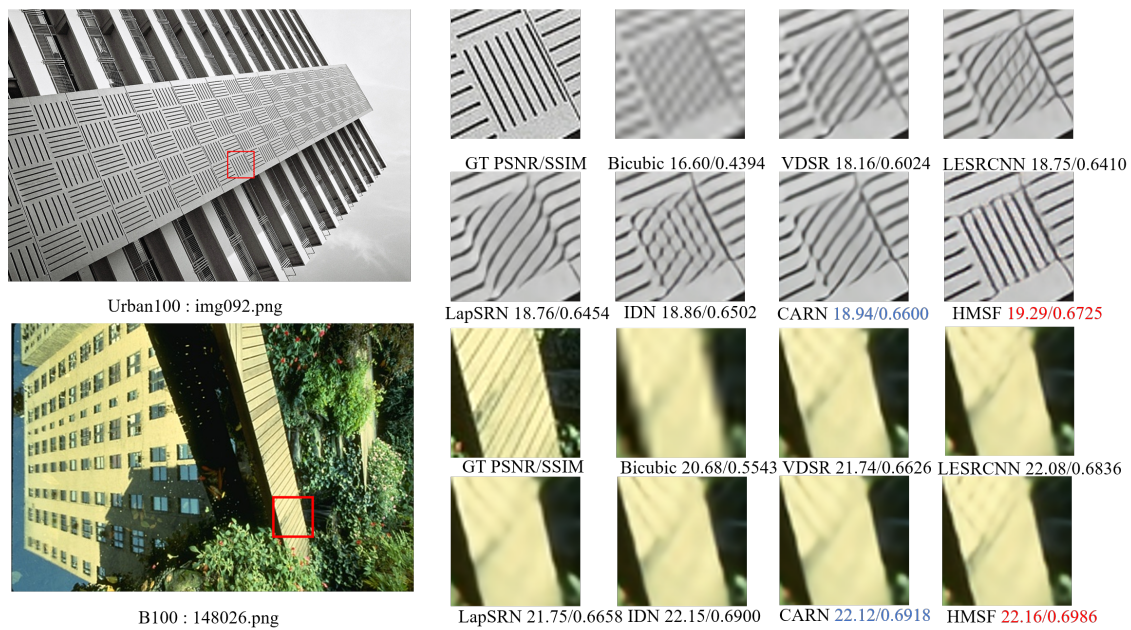 GT PSNR/SSIM
Bicubic 16.60/0.4394
VDSR 18.16/0.6024
LESRCNN 18.75/0.6410
LapSRN 18.76/0.6454
IDN 18.86/0.6502
CARN 18.94/0.6600
HMSF 19.29/0.6725
Urban100 : img092.png
GT PSNR/SSIM
Bicubic 20.68/0.5543
VDSR 21.74/0.6626
LESRCNN 22.08/0.6836
LapSRN 21.75/0.6658
IDN 22.15/0.6900
CARN 22.12/0.6918
HMSF 22.16/0.6986
B100 : 148026.png